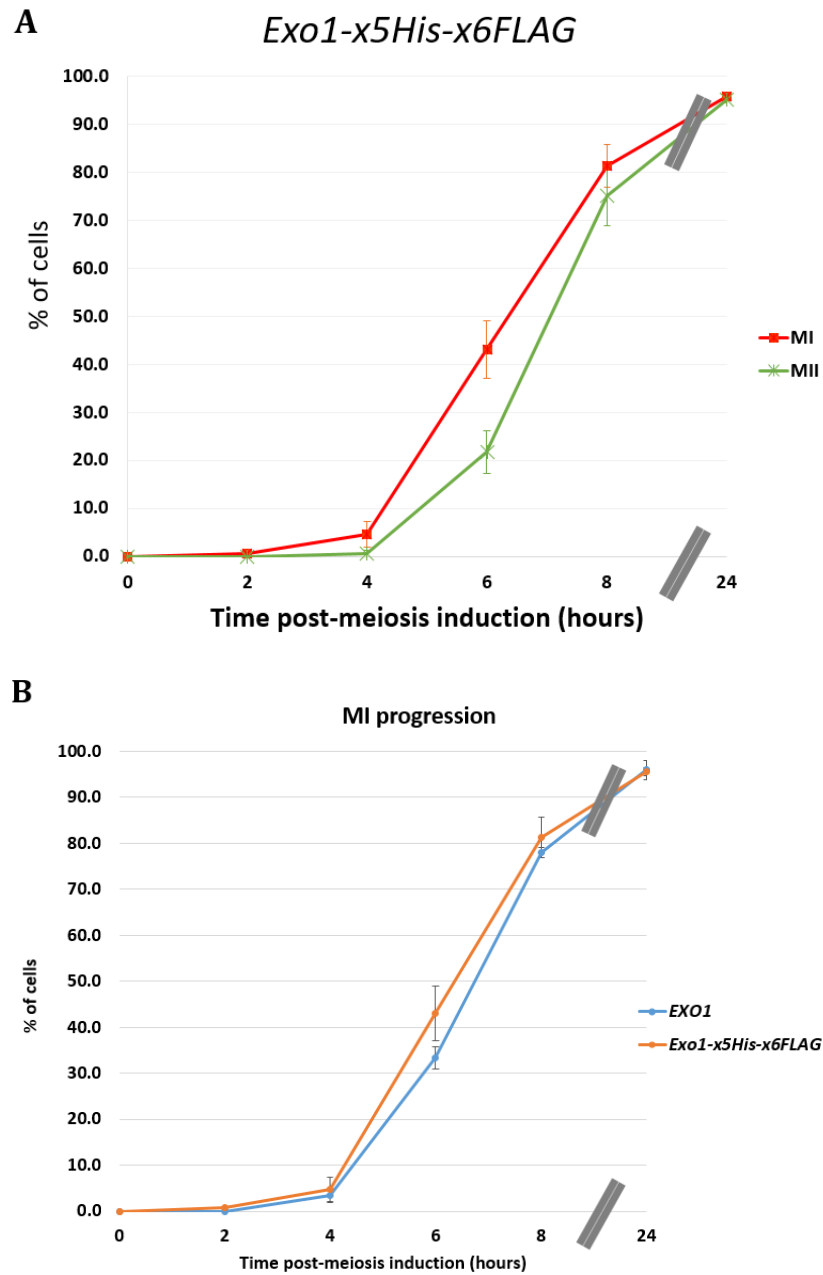 A
Exo1-x5His-x6FLAG
100.0
90.0
80.0
70.0
60.0
50.0
40.0
30.0
20.0
10.0
0.0
% of cells
0 2 4 6 8 24
Time post-meiosis induction (hours)
MI
MII
B
MI progression
100.0
90.0
80.0
70.0
60.0
50.0
40.0
30.0
20.0
10.0
0.0
% of cells
0 2 4 6 8 24
Time post-meiosis induction (hours)
EXO1
Exo1-x5His-x6FLAG